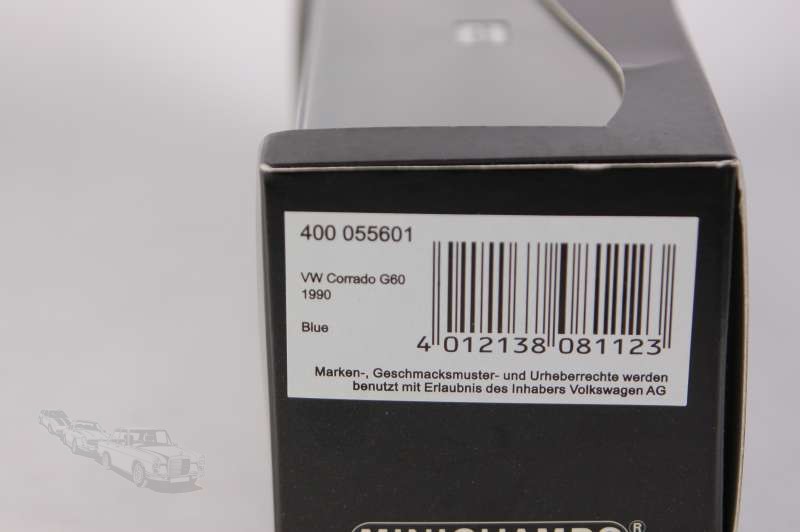 400 055601
VW Corrado G60
1990
Blue
4 012138 081123
Marken-, Geschmacksmuster- und Urheberrechte werden
benutzt mit Erlaubnis des Inhabers Volkswagen AG
MINICHAMPS®